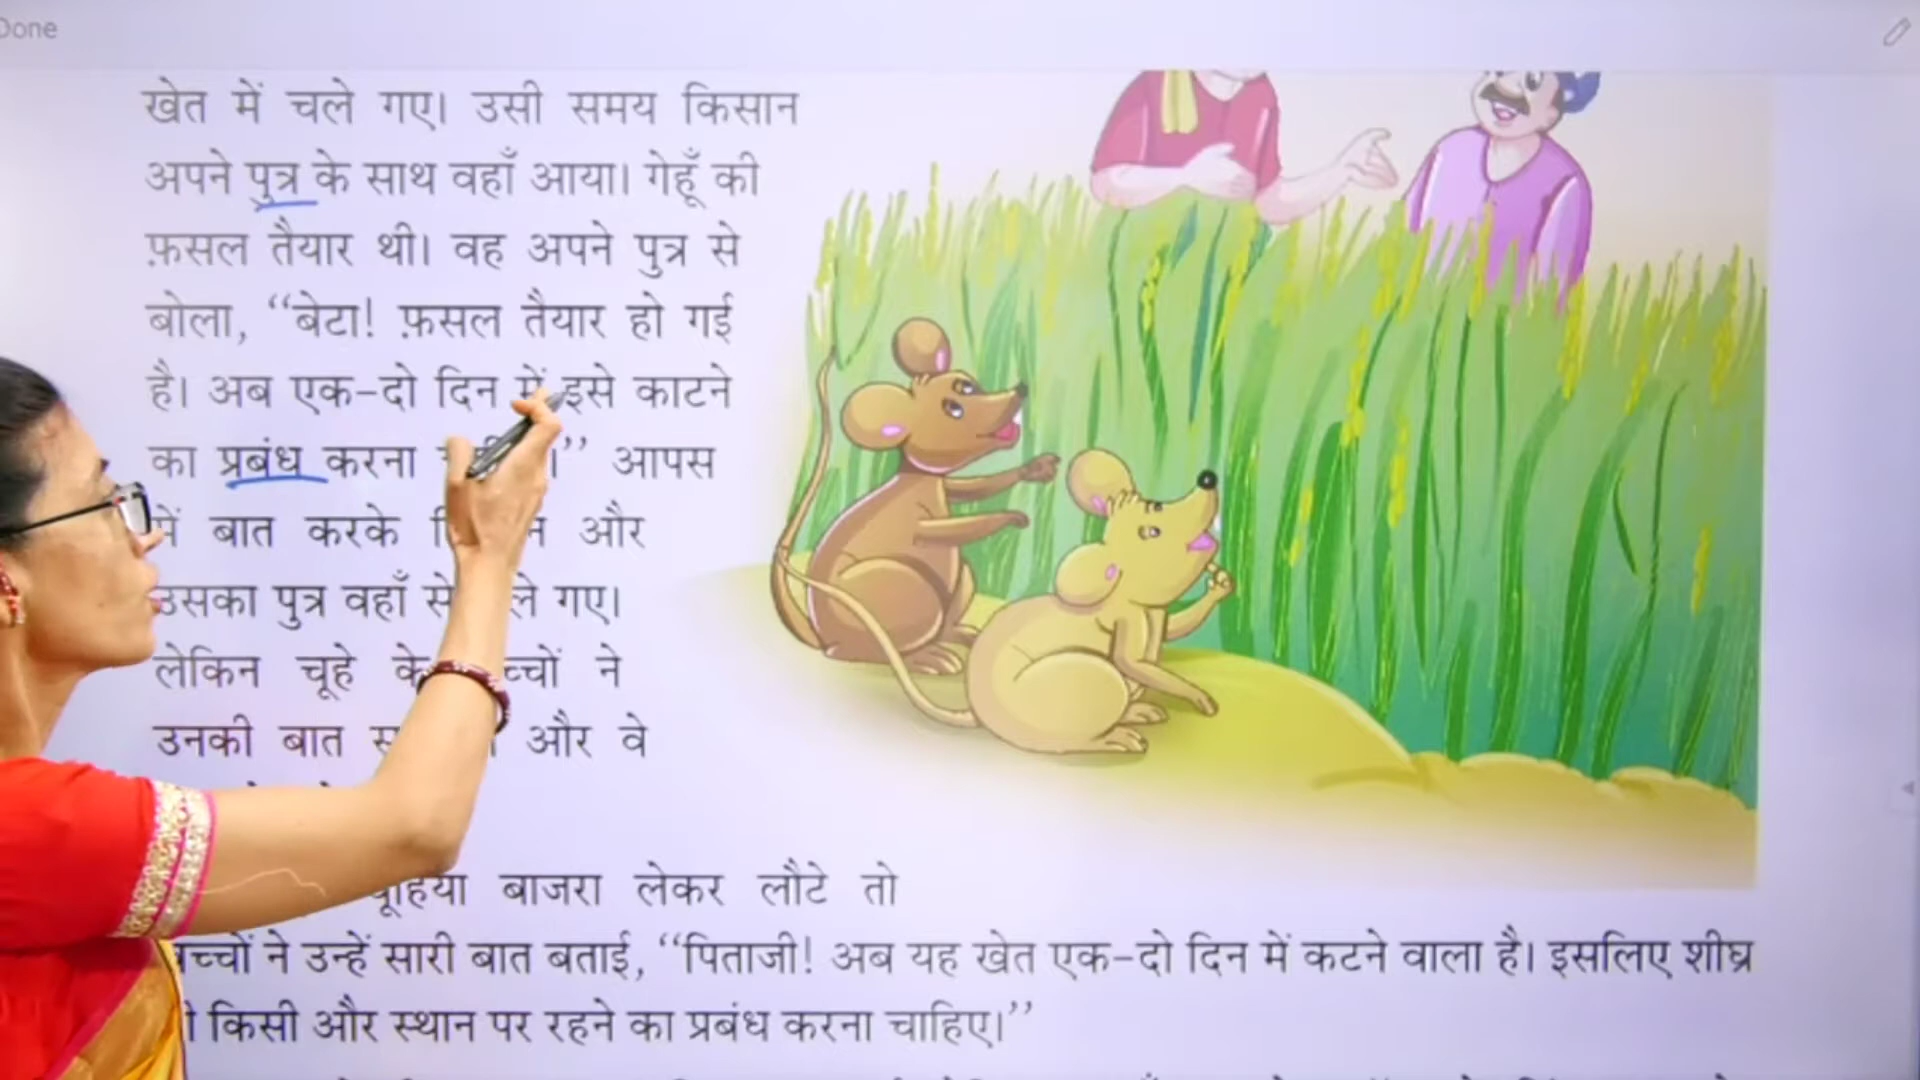 Done
खेत में चले गए। उसी समय किसान
अपने पुत्र के साथ वहाँ आया। गेहूँ की
फ़सल तैयार थी। वह अपने पुत्र से
बोला, “बेटा! फ़सल तैयार हो गई
है। अब एक-दो दिन में इसे काटने
का प्रबंध करना ।” आपस
में बात करके और
उसका पुत्र वहाँ से गए।
लेकिन चूहे के ने
उनकी बात और वे
बाजरा लेकर लौटे तो
बच्चों ने उन्हें सारी बात बताई, “पिताजी! अब यह खेत एक-दो दिन में कटने वाला है। इसलिए शीघ्र
किसी और स्थान पर रहने का प्रबंध करना चाहिए।”